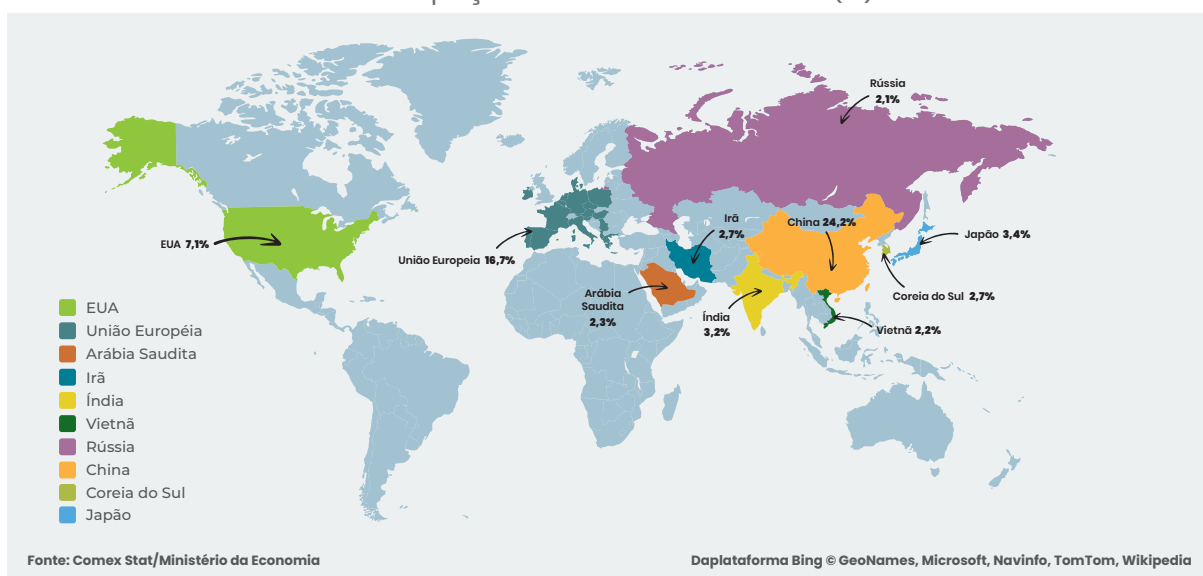 Rússia
2,1%
Irã
2,7%
China 24,2%
EUA 7,1%
União Europeia 16,7%
Japão 3,4%
Arábia
Saudita
2,3%
Índia
3,2%
Coreia do Sul 2,7%
Vietnã 2,2%
EUA
União Européia
Arábia Saudita
Irã
Índia
Vietnã
Rússia
China
Coreia do Sul
Japão
Fonte: Comex Stat/Ministério da Economia
Daplataforma Bing © GeoNames, Microsoft, Navinfo, TomTom, Wikipedia